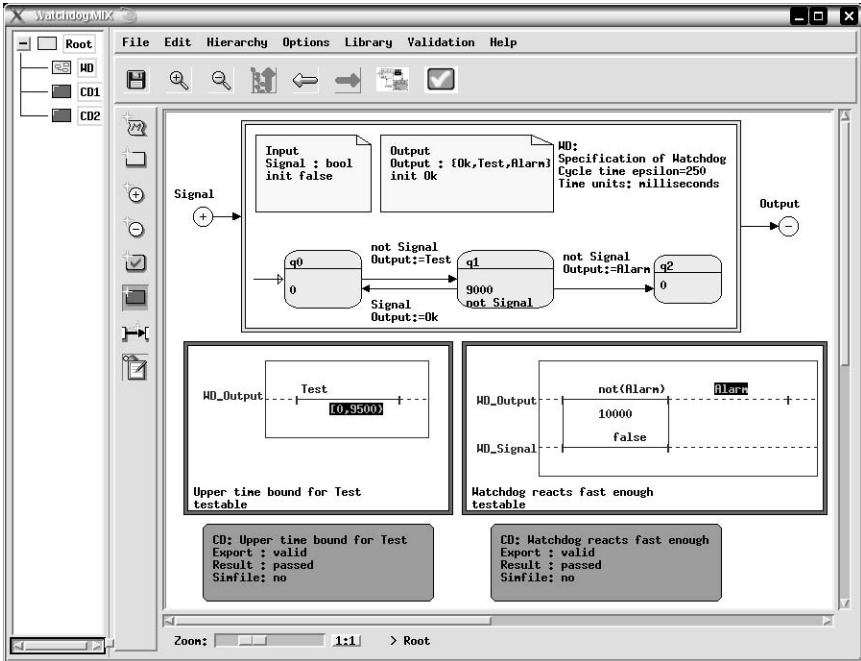 Watchdog.MIX
Root
WD
CD1
CD2
File Edit Hierarchy Options Library Validation Help
Input
Signal : bool
init false
Output
Output : {Ok,Test,Alarm}
init Ok
WD:
Specification of Watchdog
Cycle time epsilon=250
Time units: milliseconds
Signal
Output
q0
0
not Signal
Output:=Test
Signal
Output:=Ok
q1
9000
not Signal
not Signal
Output:=Alarm
q2
0
WD_Output
Test
[0,9500)
Upper time bound for Test
testable
WD_Output
not(Alarm)
Alarm
10000
WD_Signal
false
Watchdog reacts fast enough
testable
CD: Upper time bound for Test
Export : valid
Result : passed
Simfile: no
CD: Watchdog reacts fast enough
Export : valid
Result : passed
Simfile: no
Zoom: 1:1 > Root